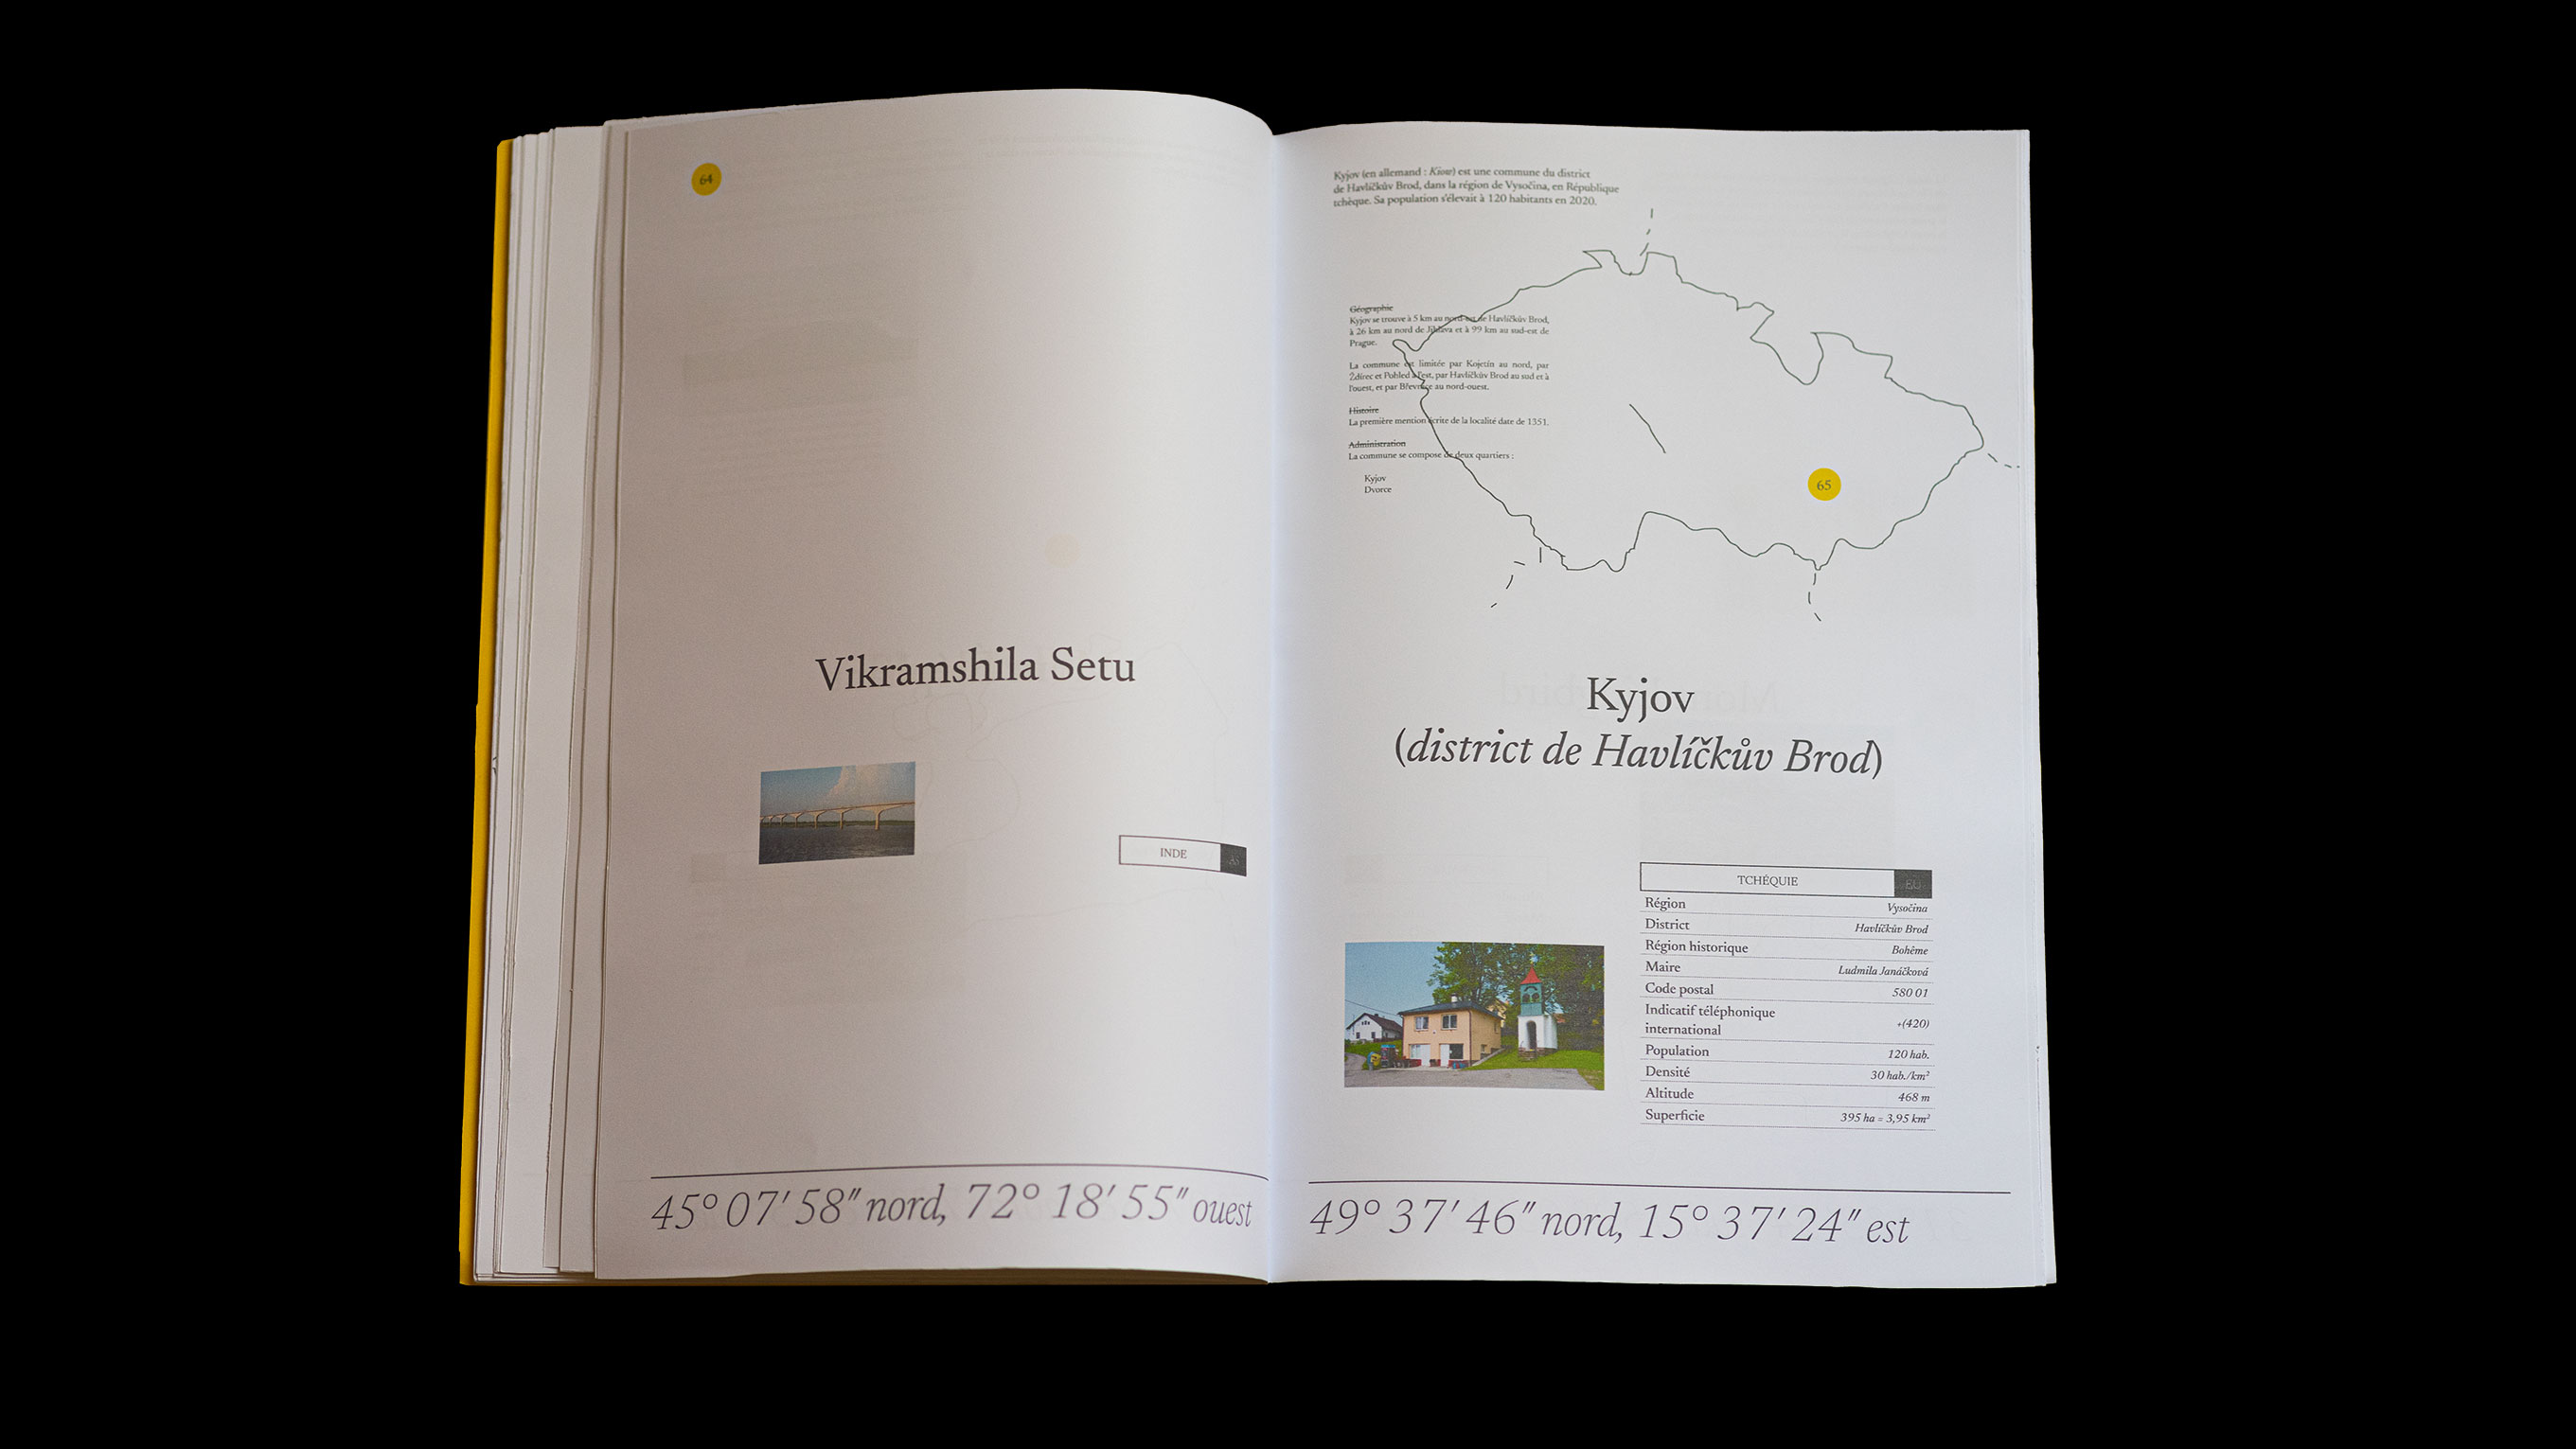 64
Vikramshila Setu
INDE
AS
45° 07′ 58″ nord, 72° 18′ 55″ ouest
Kyjov (en allemand : Kiow) est une commune du district
de Havlíčkův Brod, dans la région de Vysočina, en République
tchèque. Sa population s'élevait à 120 habitants en 2020.
Géographie
Kyjov se trouve à 5 km au nord-est de Havlíčkův Brod,
à 26 km au nord de Jihlava et à 99 km au sud-est de
Prague.
La commune est limitée par Kojetín au nord, par
Ždírec et Pohled à l'est, par Havlíčkův Brod au sud et à
l'ouest, et par Břevnice au nord-ouest.
Histoire
La première mention écrite de la localité date de 1351.
Administration
La commune se compose de deux quartiers :
Kyjov
Dvorce
65
Kyjov
(district de Havlíčkův Brod)
TCHÉQUIE EU
Région Vysočina
District Havlíčkův Brod
Région historique Bohême
Maire Ludmila Janáčková
Code postal 580 01
Indicatif téléphonique
international +(420)
Population 120 hab.
Densité 30 hab./km²
Altitude 468 m
Superficie 395 ha = 3,95 km²
49° 37′ 46″ nord, 15° 37′ 24″ est